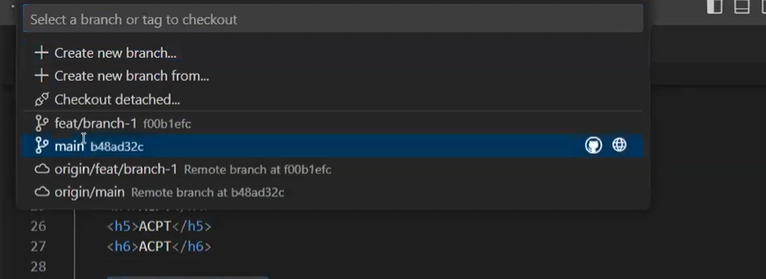 Select a branch or tag to checkout
Create new branch...
Create new branch from...
Checkout detached...
feat/branch-1 f00b1efc
main b48ad32c
origin/feat/branch-1 Remote branch at f00b1efc
origin/main Remote branch at b48ad32c
26 <h5>ACPT</h5>
27 <h6>ACPT</h6>
28